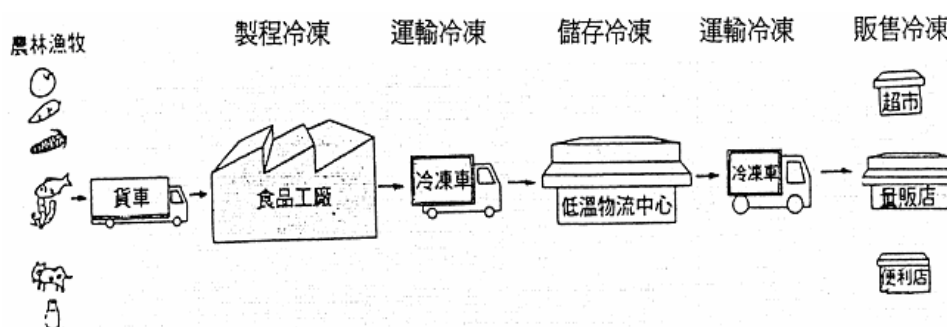 農林漁牧
製程冷凍
運輸冷凍
儲存冷凍
運輸冷凍
販售冷凍
貨車
食品工廠
冷凍車
低溫物流中心
冷凍車
超市
量販店
便利店